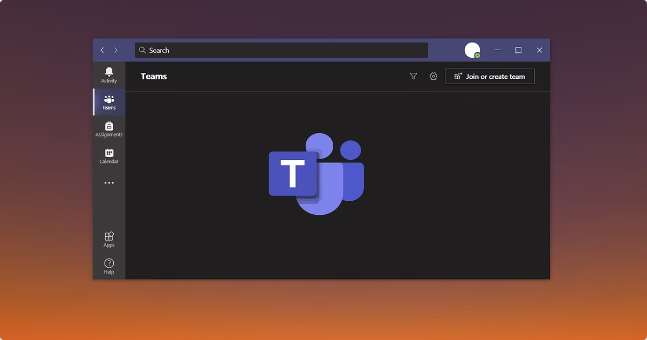 Search
Activity
Teams
Assignments
Calendar
Apps
Help
Teams
Join or create team
T